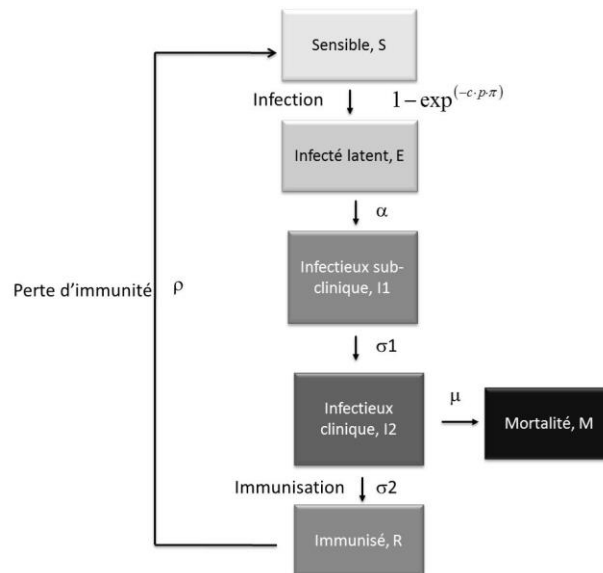 Sensible, S
Infection
1 − exp^(−c·p·π)
Infecté latent, E
α
Infectieux sub-
clinique, I1
Perte d’immunité
ρ
σ1
Infectieux
clinique, I2
μ
Mortalité, M
Immunisation
σ2
Immunisé, R